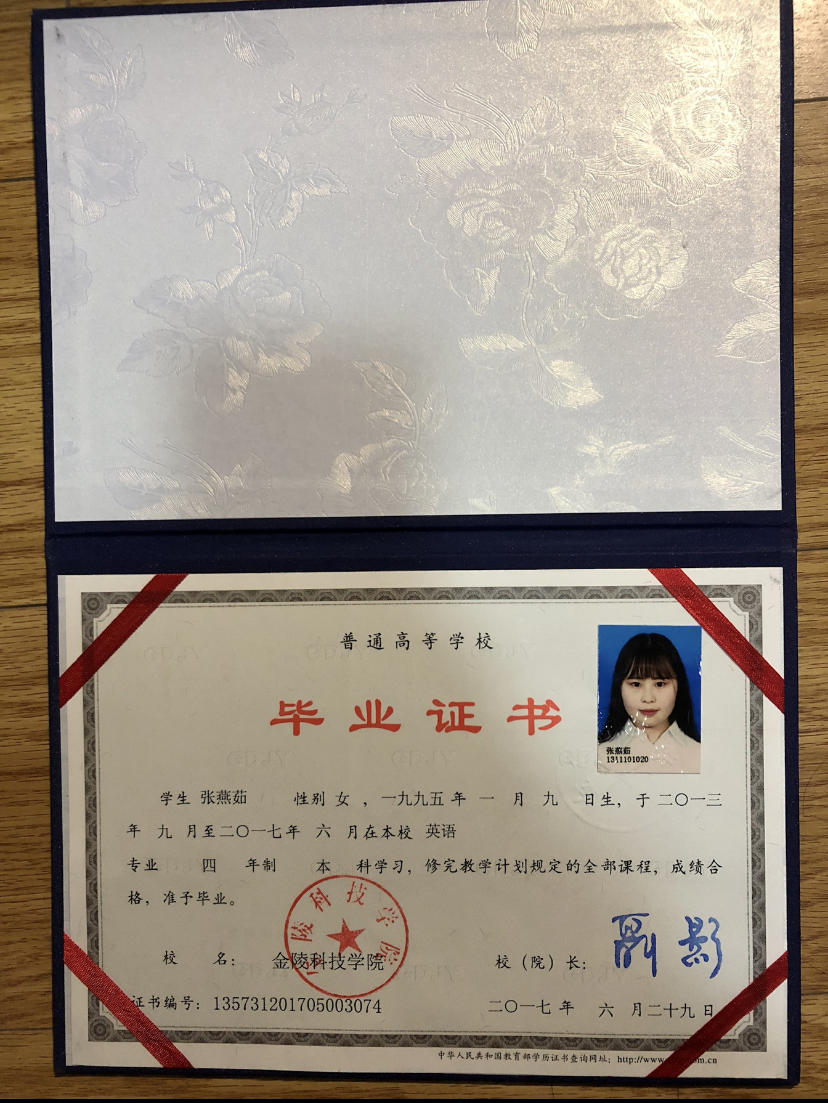 普通高等学校
毕业证书
张燕茹
1311101020
学生 张燕茹 性别 女 ，一九九五 年 一 月 九 日生，于 二〇一三
年 九 月至二〇一七年 六 月在本校 英语
专业 四 年制 本 科学习，修完教学计划规定的全部课程，成绩合
格，准予毕业。
金陵科技学院
校 名： 金陵科技学院 校（院）长：
证书编号：135731201705003074 二〇一七 年 六 月二十九日
中华人民共和国教育部学历证书查询网址：http://www.